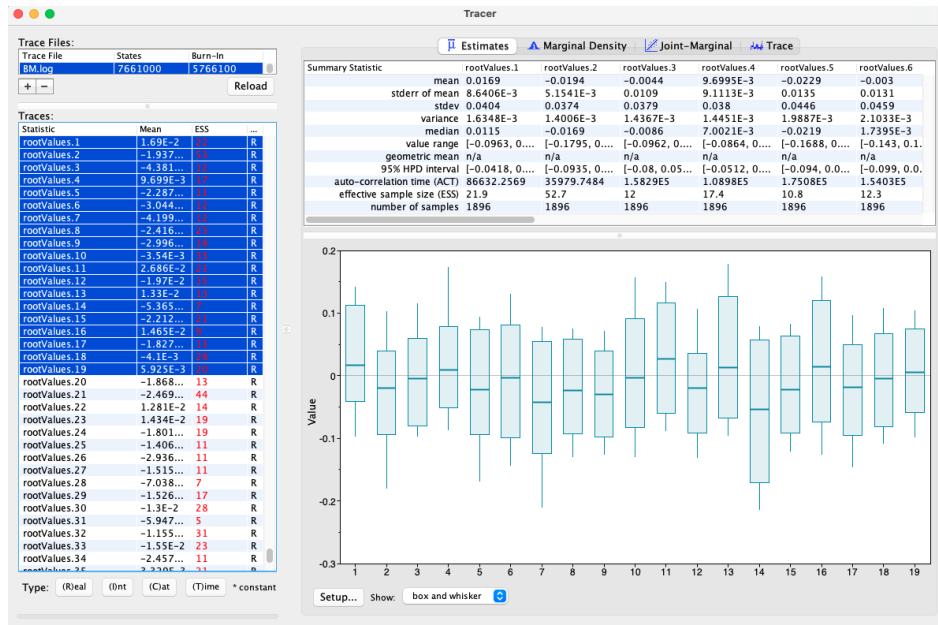 Tracer
Trace Files:
Trace File States Burn-In
BM.log 7661000 5766100
+ − Reload
Traces:
Statistic Mean ESS ...
rootValues.1 1.69E-2 22 R
rootValues.2 -1.937... 53 R
rootValues.3 -4.381... 12 R
rootValues.4 9.699E-3 17 R
rootValues.5 -2.287... 11 R
rootValues.6 -3.044... 12 R
rootValues.7 -4.199... 12 R
rootValues.8 -2.416... 23 R
rootValues.9 -2.996... R
rootValues.10 -3.54E-3 R
rootValues.11 2.686E-2 R
rootValues.12 -1.97E-2 R
rootValues.13 1.33E-2 R
rootValues.14 -5.365... 7 R
rootValues.15 -2.212... R
rootValues.16 1.465E-2 9 R
rootValues.17 -1.827... R
rootValues.18 -4.1E-3 R
rootValues.19 5.925E-3 20 R
rootValues.20 -1.868... 13 R
rootValues.21 -2.469... 44 R
rootValues.22 1.281E-2 14 R
rootValues.23 1.434E-2 19 R
rootValues.24 -1.801... 19 R
rootValues.25 -1.406... 11 R
rootValues.26 -2.936... 11 R
rootValues.27 -1.515... 11 R
rootValues.28 -7.038... 7 R
rootValues.29 -1.526... 17 R
rootValues.30 -1.3E-2 28 R
rootValues.31 -5.947... 5 R
rootValues.32 -1.155... 31 R
rootValues.33 -1.55E-2 23 R
rootValues.34 -2.457... 11 R
Type: (R)eal (I)nt (C)at (T)ime * constant
Estimates Marginal Density Joint-Marginal Trace
Summary Statistic rootValues.1 rootValues.2 rootValues.3 rootValues.4 rootValues.5 rootValues.6
mean 0.0169 -0.0194 -0.0044 9.6995E-3 -0.0229 -0.003
stderr of mean 8.6406E-3 5.1541E-3 0.0109 9.1113E-3 0.0135 0.0131
stdev 0.0404 0.0374 0.0379 0.038 0.0446 0.0459
variance 1.6348E-3 1.4006E-3 1.4367E-3 1.4451E-3 1.9887E-3 2.1033E-3
median 0.0115 -0.0169 -0.0086 7.0021E-3 -0.0219 1.7395E-3
value range [-0.0963, 0.... [-0.1795, 0.... [-0.0962, 0.... [-0.0864, 0.... [-0.1688, 0.... [-0.143, 0.1...
geometric mean n/a n/a n/a n/a n/a n/a
95% HPD interval [-0.0418, 0.... [-0.0935, 0.... [-0.08, 0.05... [-0.0512, 0.... [-0.094, 0.0... [-0.099, 0.0...
auto-correlation time (ACT) 86632.2569 35979.7484 1.5829E5 1.0898E5 1.7508E5 1.5403E5
effective sample size (ESS) 21.9 52.7 12 17.4 10.8 12.3
number of samples 1896 1896 1896 1896 1896 1896
0.2
0.1
0
-0.1
-0.2
-0.3
Value
1 2 3 4 5 6 7 8 9 10 11 12 13 14 15 16 17 18 19
Setup... Show: box and whisker